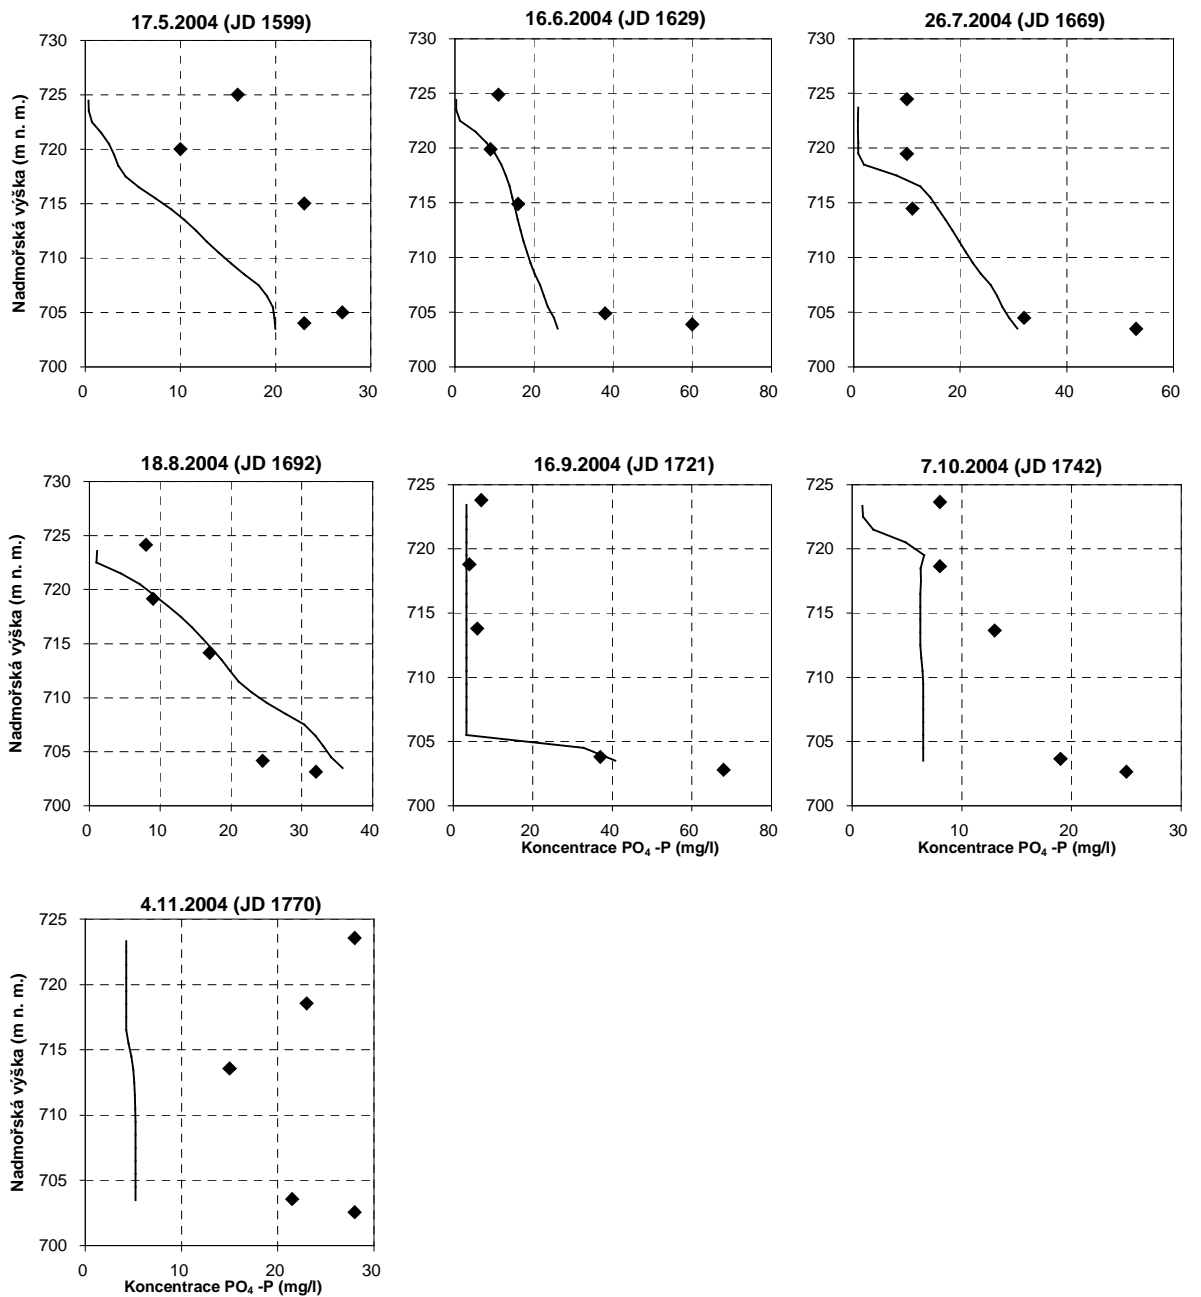 17.5.2004 (JD 1599)
730
725
720
715
710
705
700
0 10 20 30
Nadmořská výška (m n. m.)
16.6.2004 (JD 1629)
730
725
720
715
710
705
700
0 20 40 60 80
26.7.2004 (JD 1669)
730
725
720
715
710
705
700
0 20 40 60
18.8.2004 (JD 1692)
730
725
720
715
710
705
700
0 10 20 30 40
Nadmořská výška (m n. m.)
16.9.2004 (JD 1721)
725
720
715
710
705
700
0 20 40 60 80
Koncentrace PO₄ -P (mg/l)
7.10.2004 (JD 1742)
725
720
715
710
705
700
0 10 20 30
Koncentrace PO₄ -P (mg/l)
4.11.2004 (JD 1770)
725
720
715
710
705
700
0 10 20 30
Nadmořská výška (m n. m.)
Koncentrace PO₄ -P (mg/l)